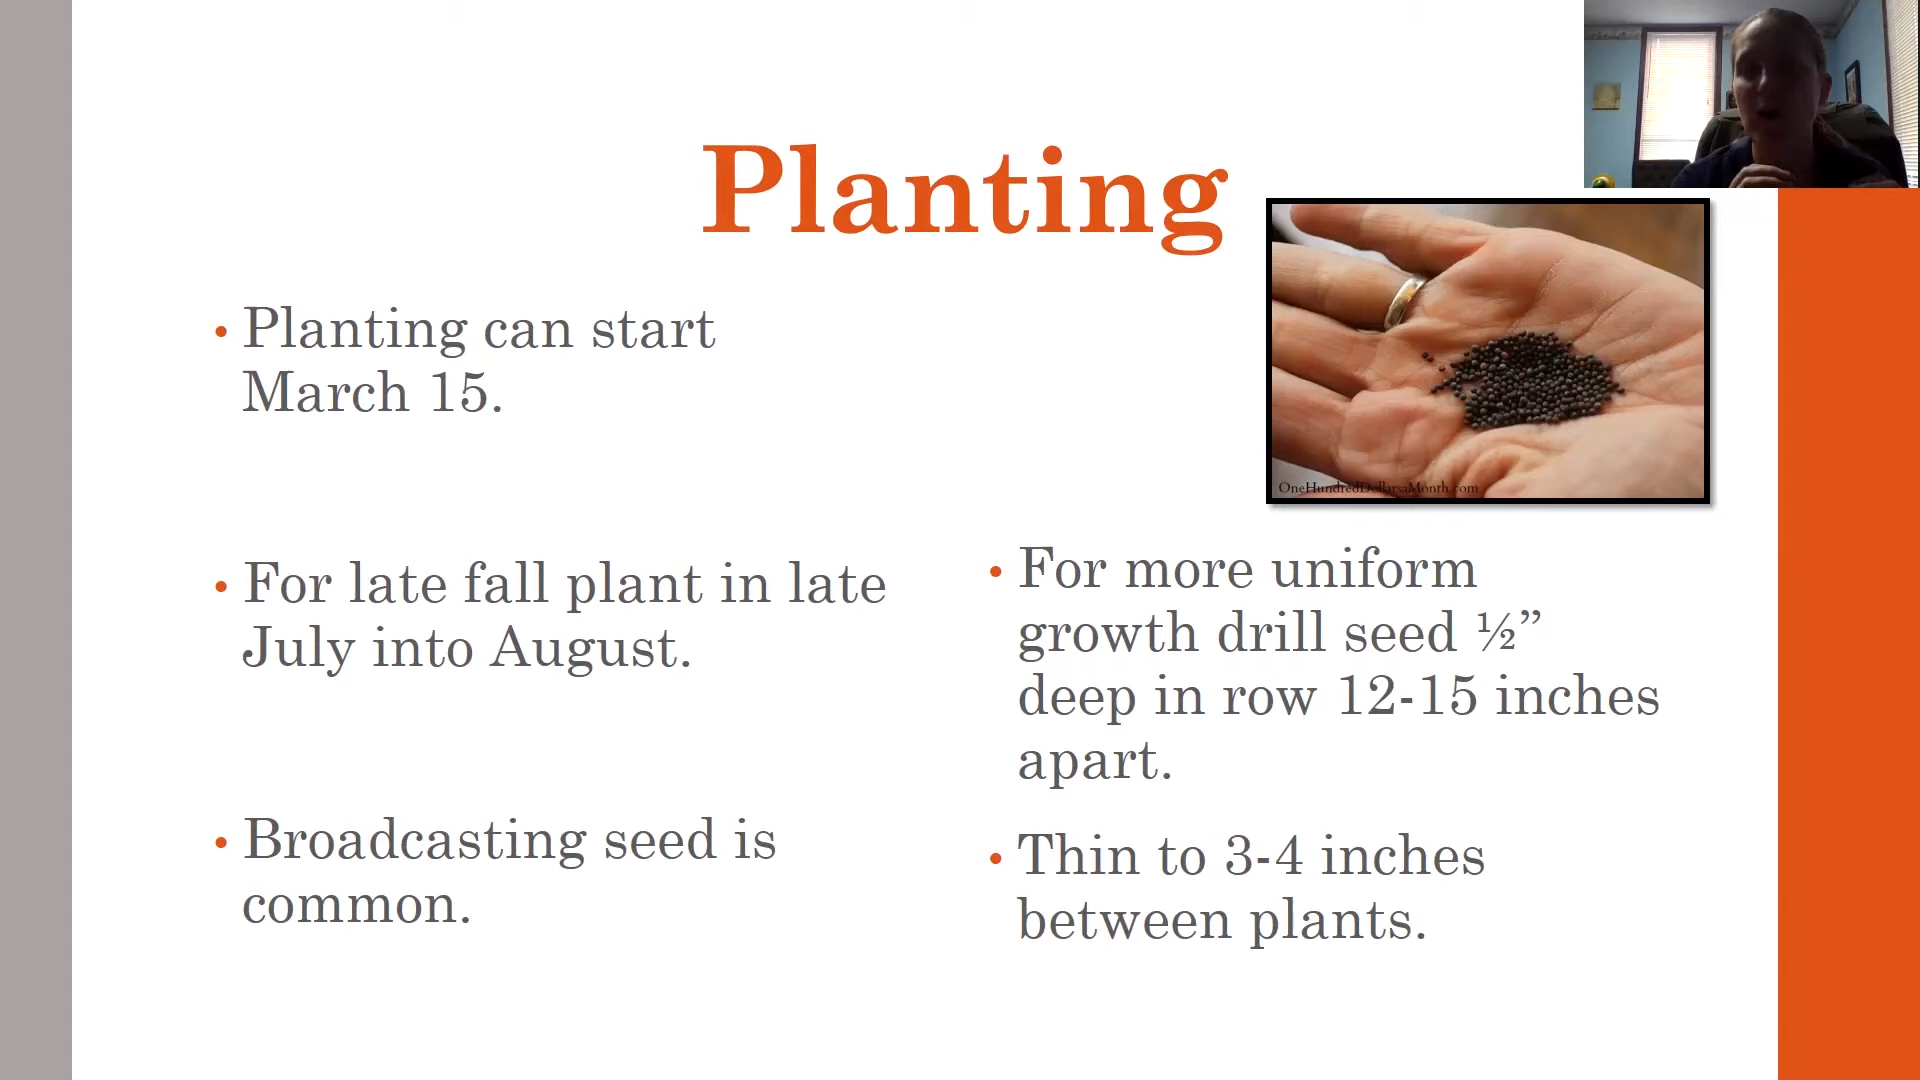 Planting
• Planting can start
March 15.
• For late fall plant in late
July into August.
• Broadcasting seed is
common.
OneHundredDollarsaMonth.com
• For more uniform
growth drill seed ½”
deep in row 12-15 inches
apart.
• Thin to 3-4 inches
between plants.